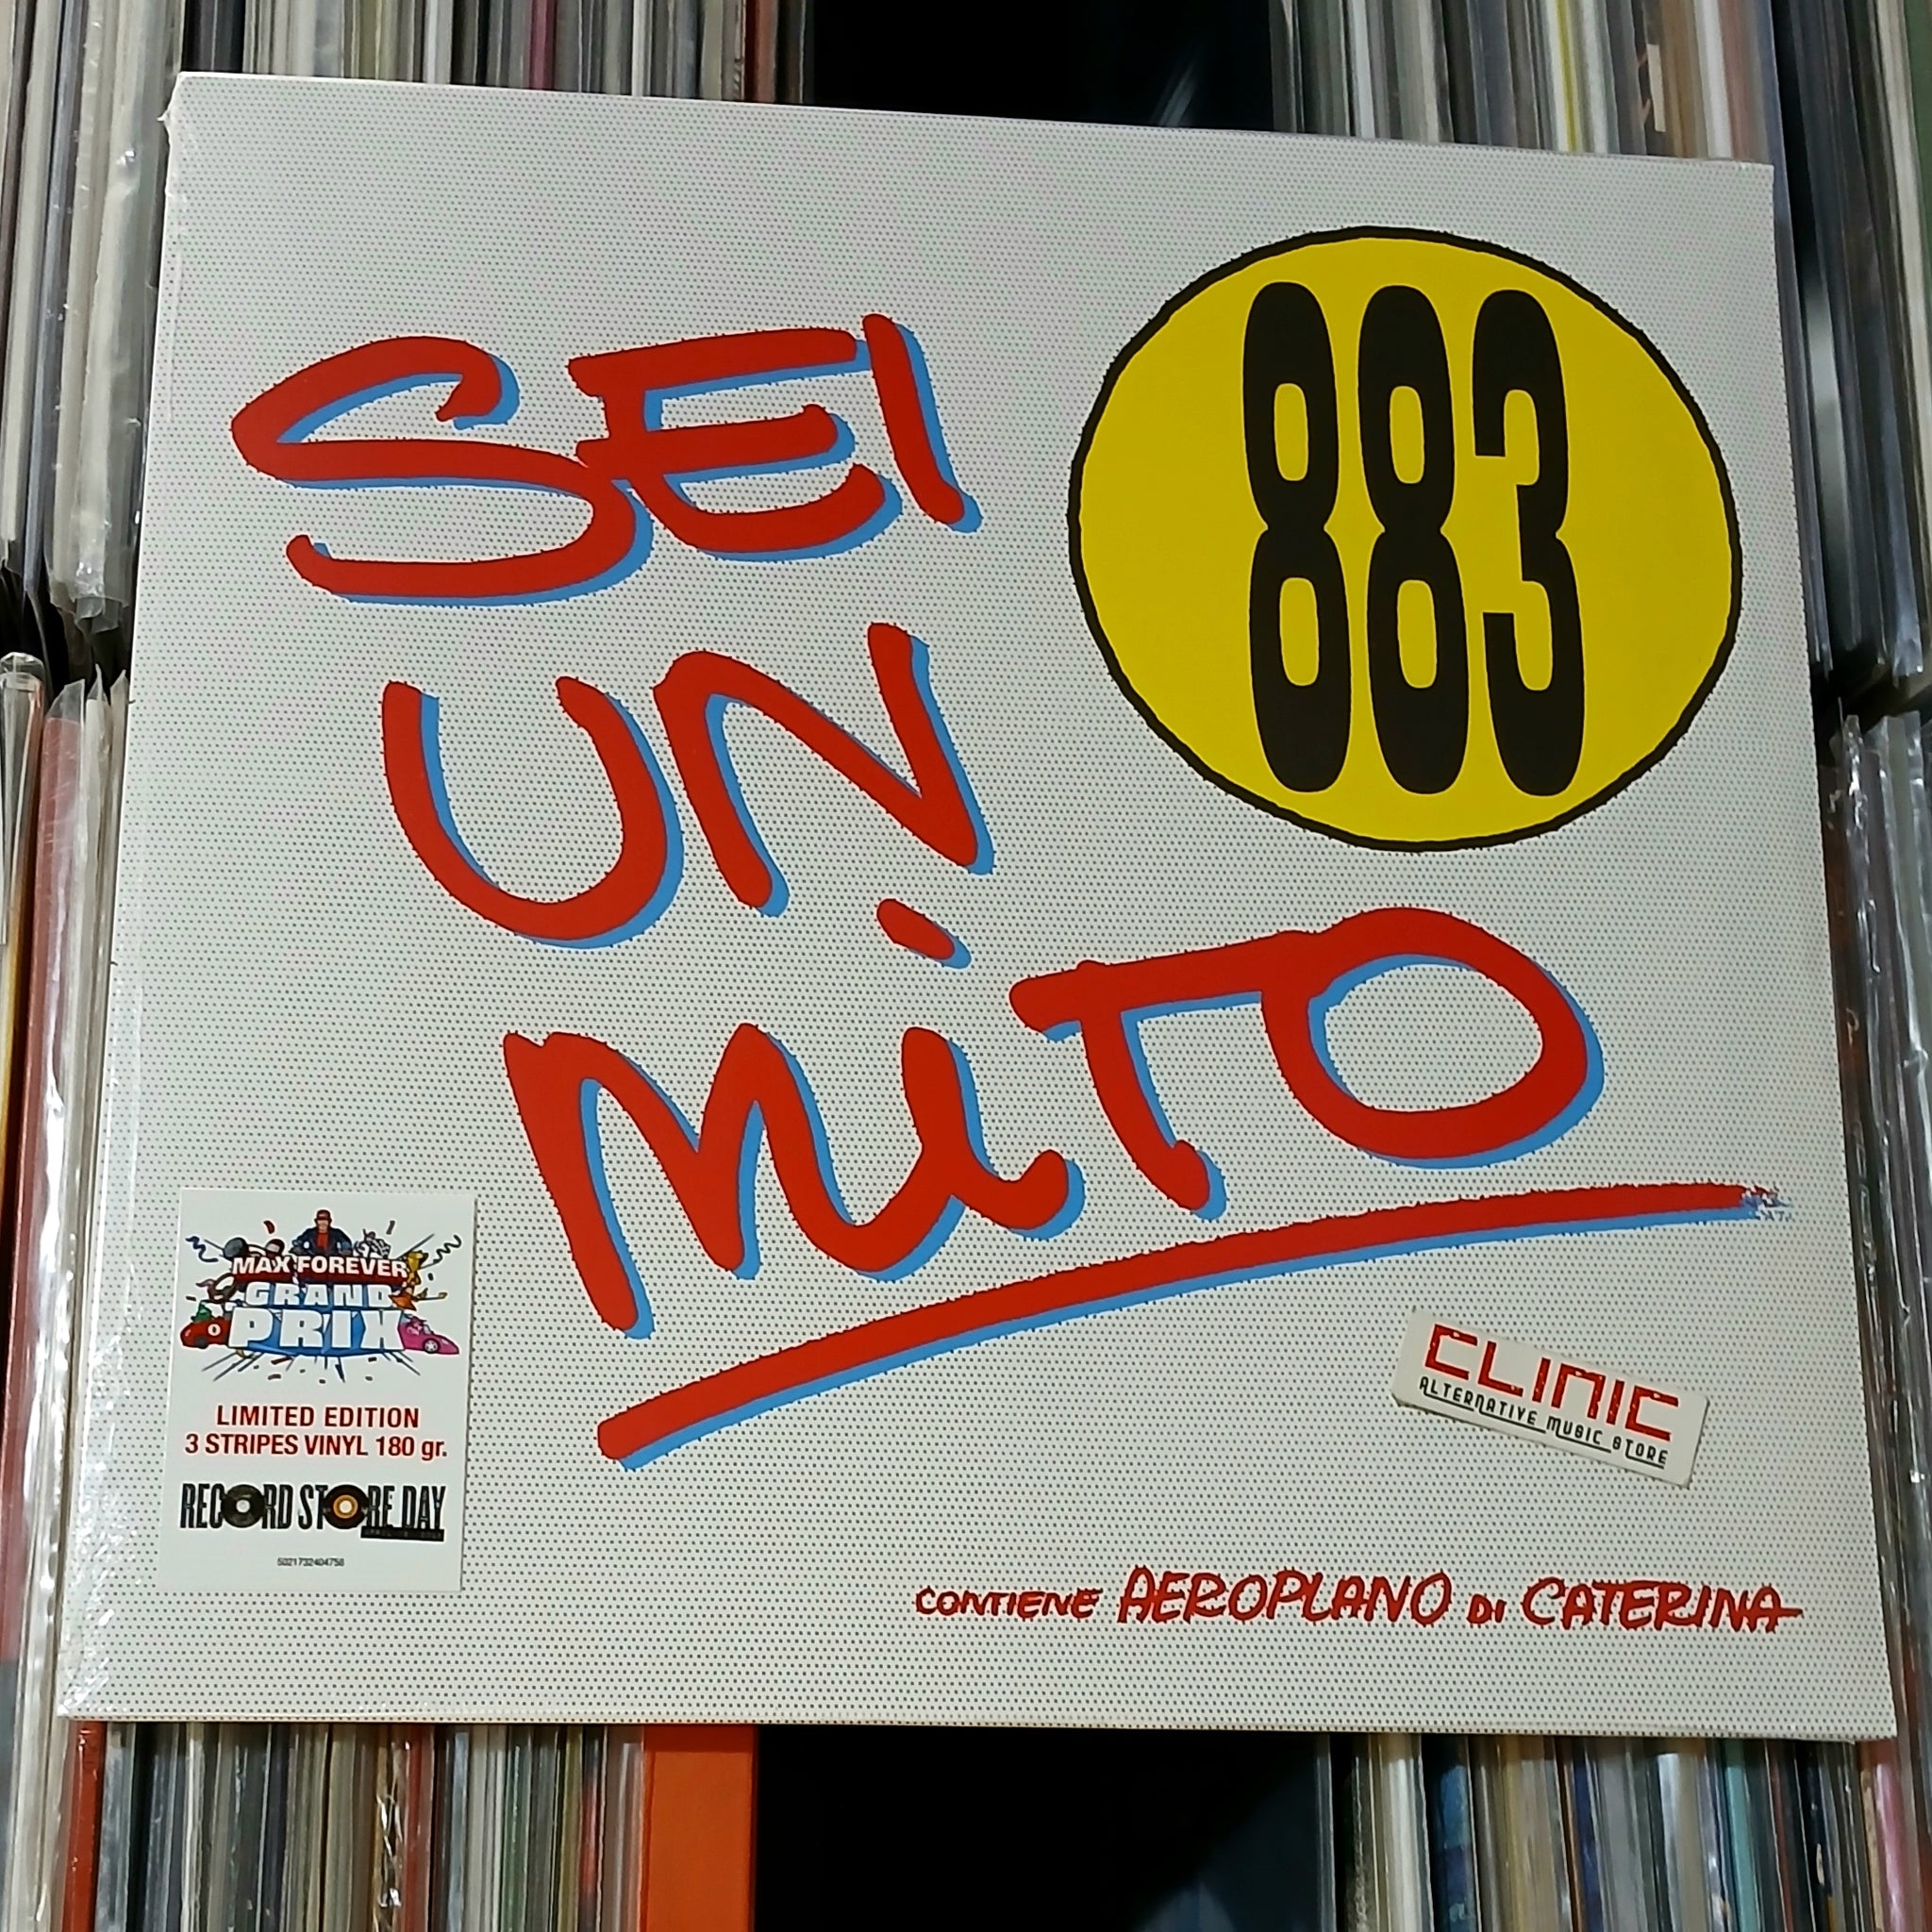 SEI
UN
MiTO
883
MAX FOREVER
GRAND
PRIX
LIMITED EDITION
3 STRIPES VINYL 180 gr.
RECORD STORE DAY
5021732404756
CLINIC
ALTERNATIVE MUSIC STORE
CONTIENE AEROPLANO DI CATERINA